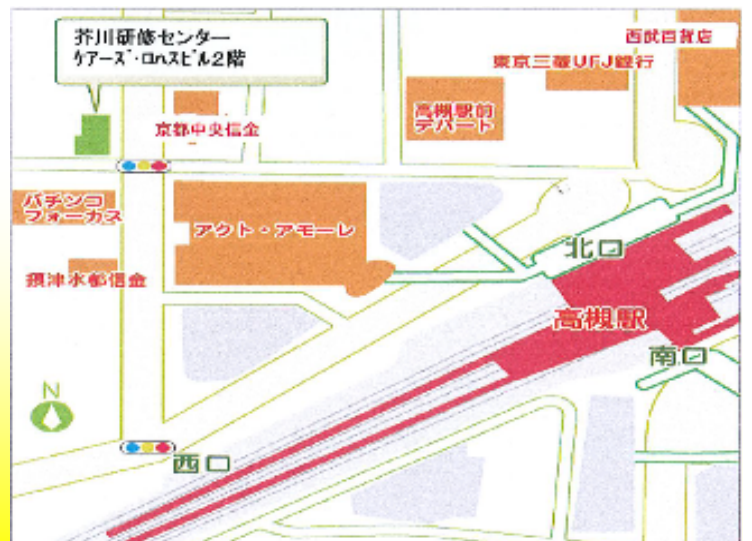 芥川研修センター
ケアーズ・ロハスビル2階
西武百貨店
東京三菱UFJ銀行
京都中央信金
高槻駅前
デパート
パチンコ
フォーカス
アクト・アモーレ
摂津水都信金
北口
高槻駅
南口
N
西口